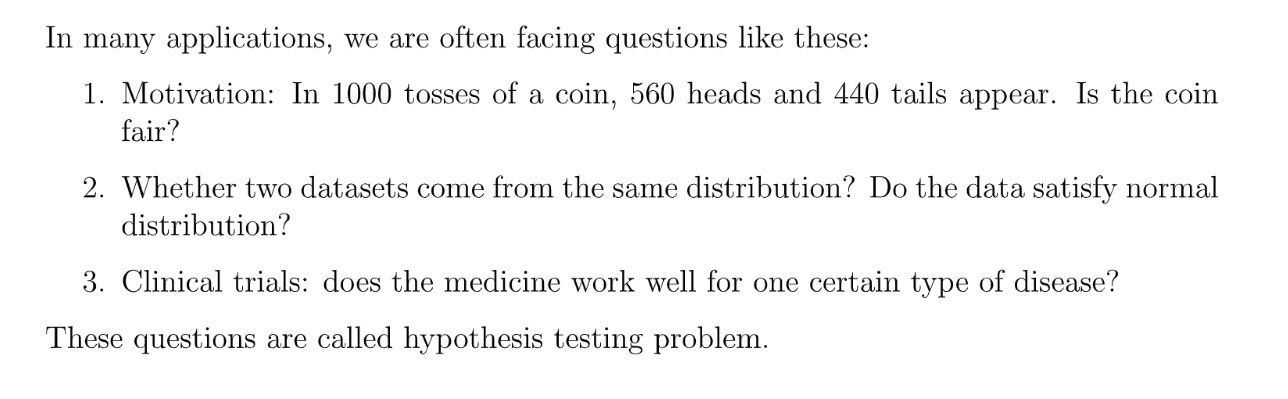 In many applications, we are often facing questions like these:
1. Motivation: In 1000 tosses of a coin, 560 heads and 440 tails appear. Is the coin
fair?
2. Whether two datasets come from the same distribution? Do the data satisfy normal
distribution?
3. Clinical trials: does the medicine work well for one certain type of disease?
These questions are called hypothesis testing problem.